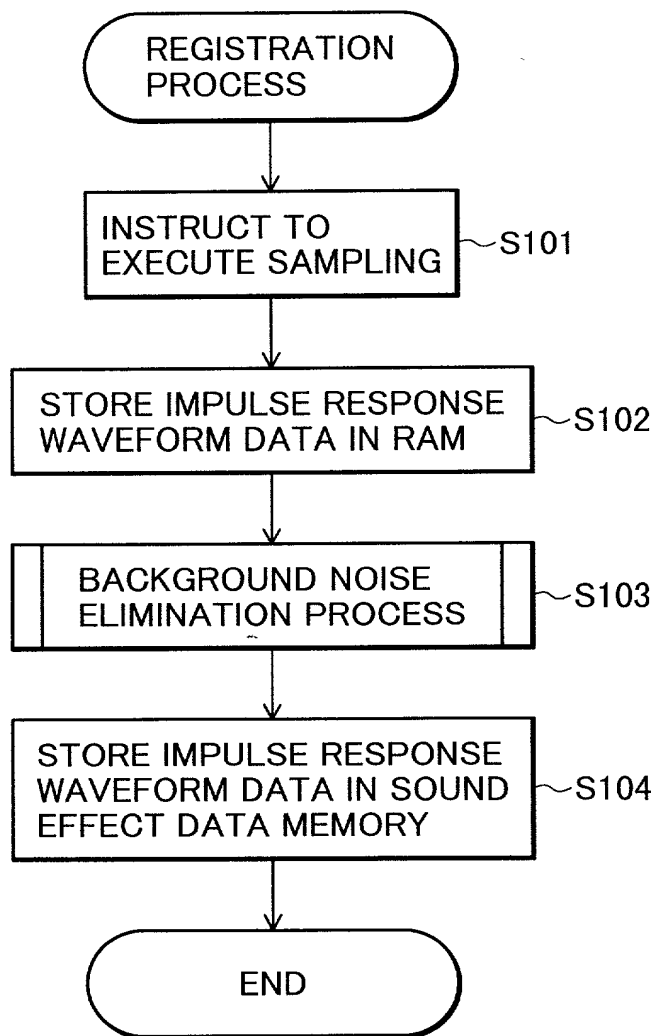 REGISTRATION
PROCESS
INSTRUCT TO
EXECUTE SAMPLING
S101
STORE IMPULSE RESPONSE
WAVEFORM DATA IN RAM
S102
BACKGROUND NOISE
ELIMINATION PROCESS
S103
STORE IMPULSE RESPONSE
WAVEFORM DATA IN SOUND
EFFECT DATA MEMORY
S104
END